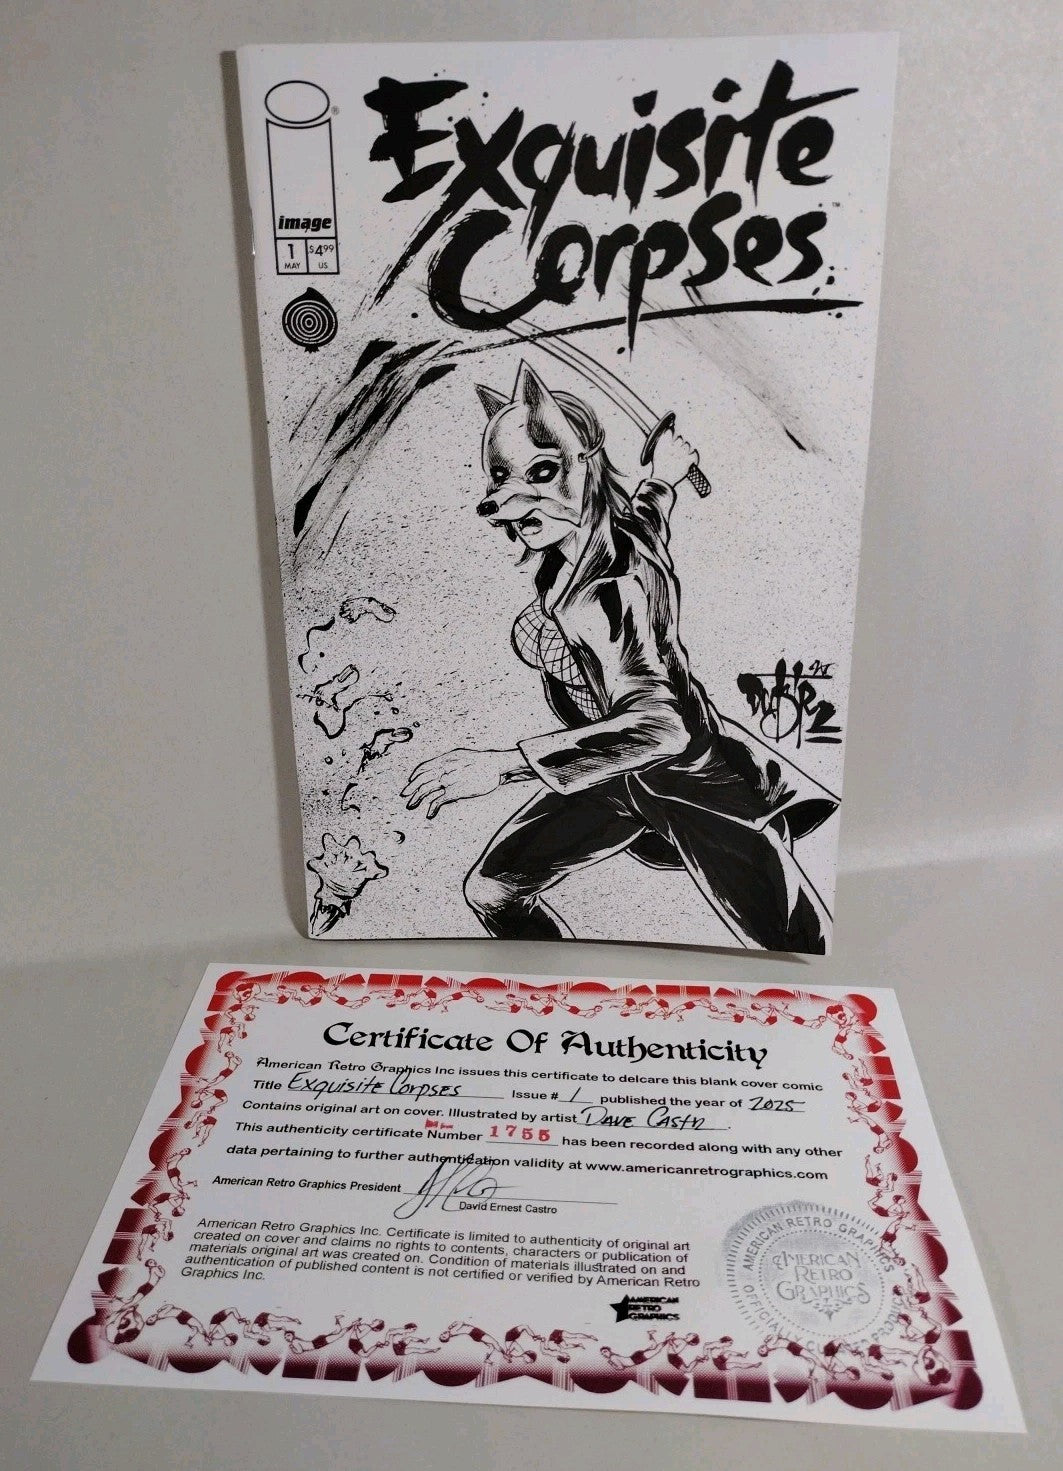 Exquisite
Corpses
™
®
image
1
MAY
$4.99
US
Certificate Of Authenticity
American Retro Graphics Inc issues this certificate to delcare this blank cover comic
Title Exquisite Corpses Issue # 1 published the year of 2025
Contains original art on cover. Illustrated by artist Dave Castr.
This authenticity certificate Number 1755 has been recorded along with any other
data pertaining to further authentication validity at www.americanretrographics.com
American Retro Graphics President
David Ernest Castro
American Retro Graphics Inc. Certificate is limited to authenticity of original art
created on cover and claims no rights to contents, characters or publication of
materials original art was created on. Condition of materials illustrated on and
authentication of published content is not certified or verified by American Retro
Graphics Inc.
AMERICAN
RETRO
GRAPHICS
AMERICAN RETRO GRAPHICS
AMERICAN
RETRO
GRAPHICS
OFFICIALLY